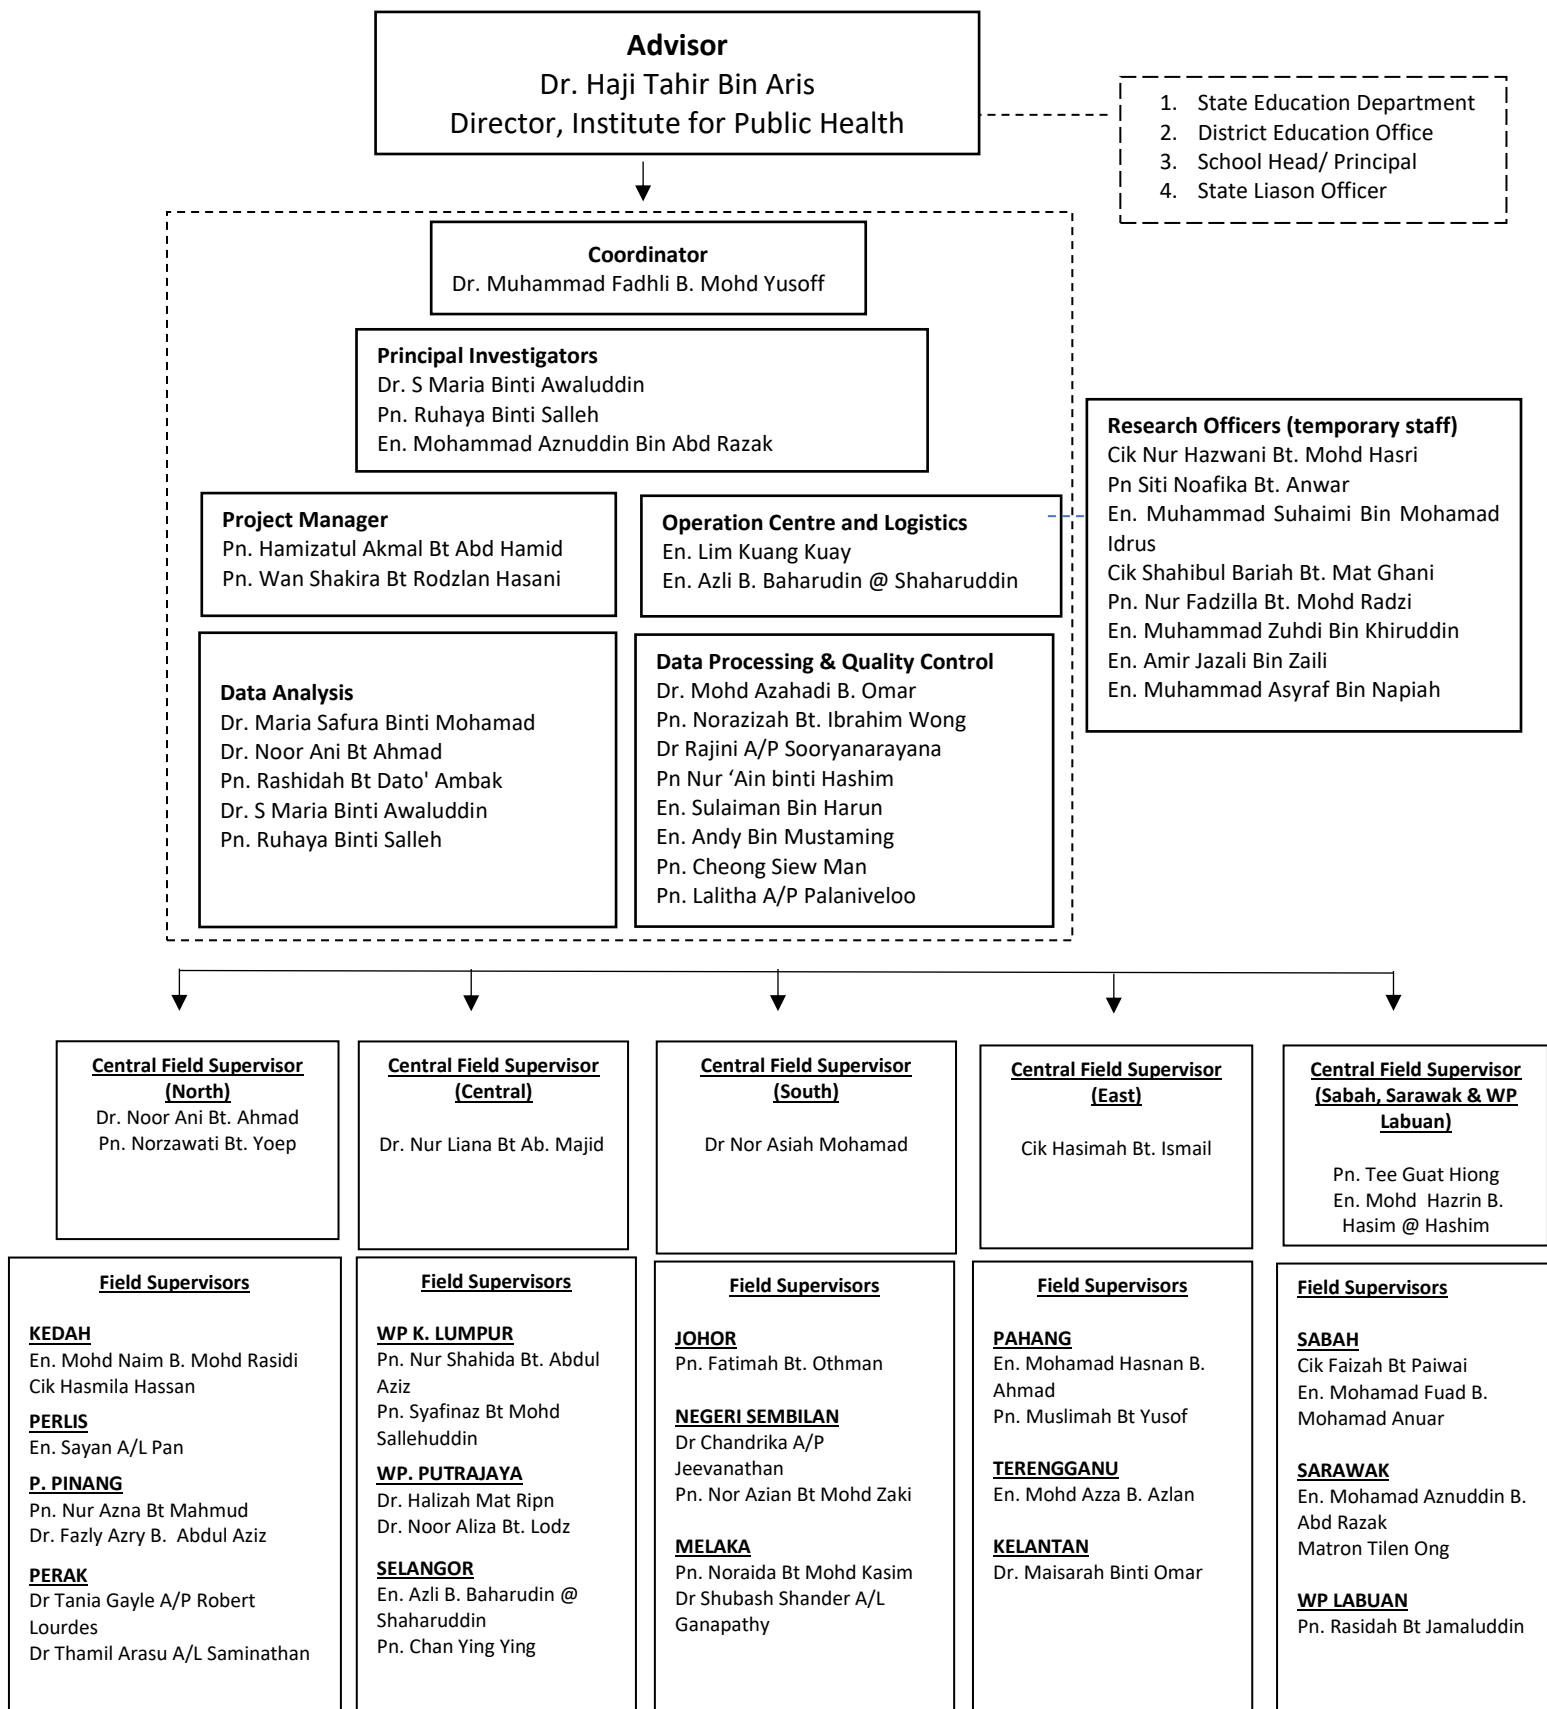 Advisor
Dr. Haji Tahir Bin Aris
Director, Institute for Public Health
1. State Education Department
2. District Education Office
3. School Head/ Principal
4. State Liason Officer
Coordinator
Dr. Muhammad Fadhli B. Mohd Yusoff
Principal Investigators
Dr. S Maria Binti Awaluddin
Pn. Ruhaya Binti Salleh
En. Mohammad Aznuddin Bin Abd Razak
Research Officers (temporary staff)
Cik Nur Hazwani Bt. Mohd Hasri
Pn Siti Noafika Bt. Anwar
En. Muhammad Suhaimi Bin Mohamad
Idrus
Cik Shahibul Bariah Bt. Mat Ghani
Pn. Nur Fadzilla Bt. Mohd Radzi
En. Muhammad Zuhdi Bin Khiruddin
En. Amir Jazali Bin Zaili
En. Muhammad Asyraf Bin Napiah
Project Manager
Pn. Hamizatul Akmal Bt Abd Hamid
Pn. Wan Shakira Bt Rodzlan Hasani
Operation Centre and Logistics
En. Lim Kuang Kuay
En. Azli B. Baharudin @ Shaharuddin
Data Analysis
Dr. Maria Safura Binti Mohamad
Dr. Noor Ani Bt Ahmad
Pn. Rashidah Bt Dato' Ambak
Dr. S Maria Binti Awaluddin
Pn. Ruhaya Binti Salleh
Data Processing & Quality Control
Dr. Mohd Azahadi B. Omar
Pn. Norazizah Bt. Ibrahim Wong
Dr Rajini A/P Sooryanarayana
Pn Nur ‘Ain binti Hashim
En. Sulaiman Bin Harun
En. Andy Bin Mustaming
Pn. Cheong Siew Man
Pn. Lalitha A/P Palaniveloo
Central Field Supervisor
(North)
Dr. Noor Ani Bt. Ahmad
Pn. Norzawati Bt. Yoep
Central Field Supervisor
(Central)
Dr. Nur Liana Bt Ab. Majid
Central Field Supervisor
(South)
Dr Nor Asiah Mohamad
Central Field Supervisor
(East)
Cik Hasimah Bt. Ismail
Central Field Supervisor
(Sabah, Sarawak & WP
Labuan)
Pn. Tee Guat Hiong
En. Mohd Hazrin B.
Hasim @ Hashim
Field Supervisors
KEDAH
En. Mohd Naim B. Mohd Rasidi
Cik Hasmila Hassan
PERLIS
En. Sayan A/L Pan
P. PINANG
Pn. Nur Azna Bt Mahmud
Dr. Fazly Azry B. Abdul Aziz
PERAK
Dr Tania Gayle A/P Robert
Lourdes
Dr Thamil Arasu A/L Saminathan
Field Supervisors
WP K. LUMPUR
Pn. Nur Shahida Bt. Abdul
Aziz
Pn. Syafinaz Bt Mohd
Sallehuddin
WP. PUTRAJAYA
Dr. Halizah Mat Ripn
Dr. Noor Aliza Bt. Lodz
SELANGOR
En. Azli B. Baharudin @
Shaharuddin
Pn. Chan Ying Ying
Field Supervisors
JOHOR
Pn. Fatimah Bt. Othman
NEGERI SEMBILAN
Dr Chandrika A/P
Jeevanathan
Pn. Nor Azian Bt Mohd Zaki
MELAKA
Pn. Noraida Bt Mohd Kasim
Dr Shubash Shander A/L
Ganapathy
Field Supervisors
PAHANG
En. Mohamad Hasnan B.
Ahmad
Pn. Muslimah Bt Yusof
TERENGGANU
En. Mohd Azza B. Azlan
KELANTAN
Dr. Maisarah Binti Omar
Field Supervisors
SABAH
Cik Faizah Bt Paiwai
En. Mohamad Fuad B.
Mohamad Anuar
SARAWAK
En. Mohamad Aznuddin B.
Abd Razak
Matron Tilen Ong
WP LABUAN
Pn. Rasidah Bt Jamaluddin